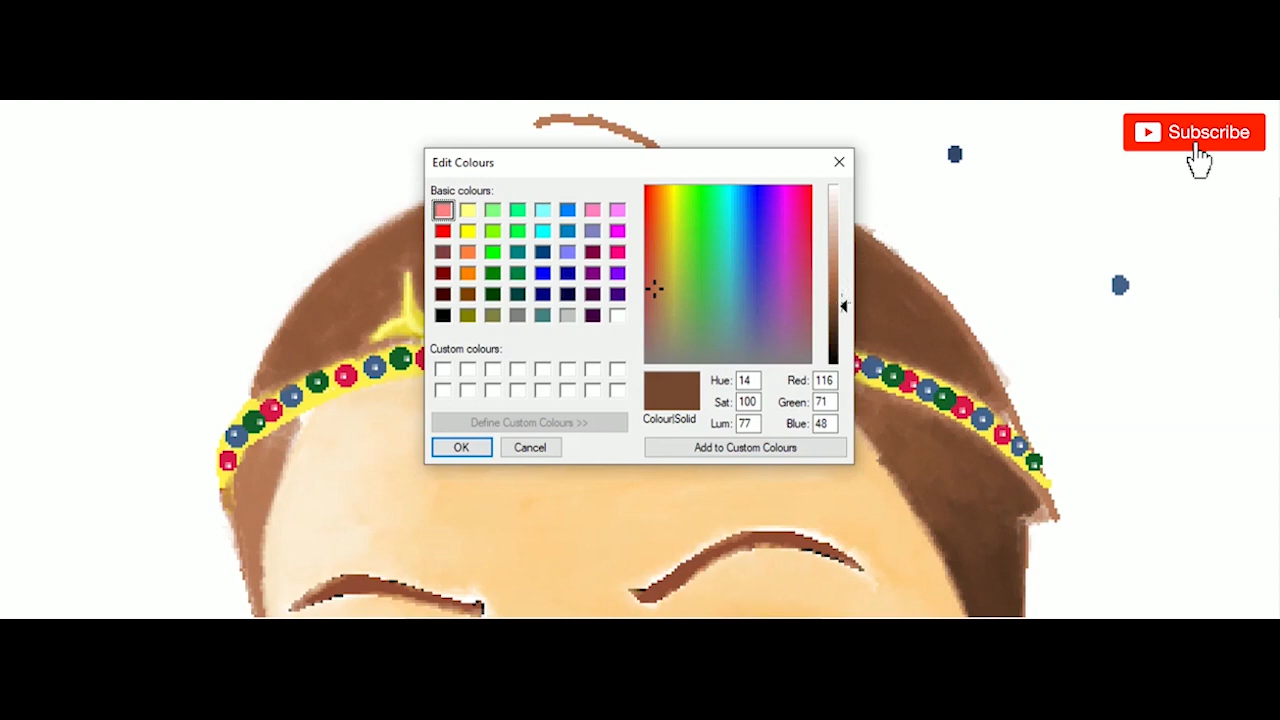 Subscribe
Edit Colours
Basic colours:
Custom colours:
Hue: 14 Red: 116
Sat: 100 Green: 71
Colour|Solid
Lum: 77 Blue: 48
Define Custom Colours >>
OK Cancel Add to Custom Colours